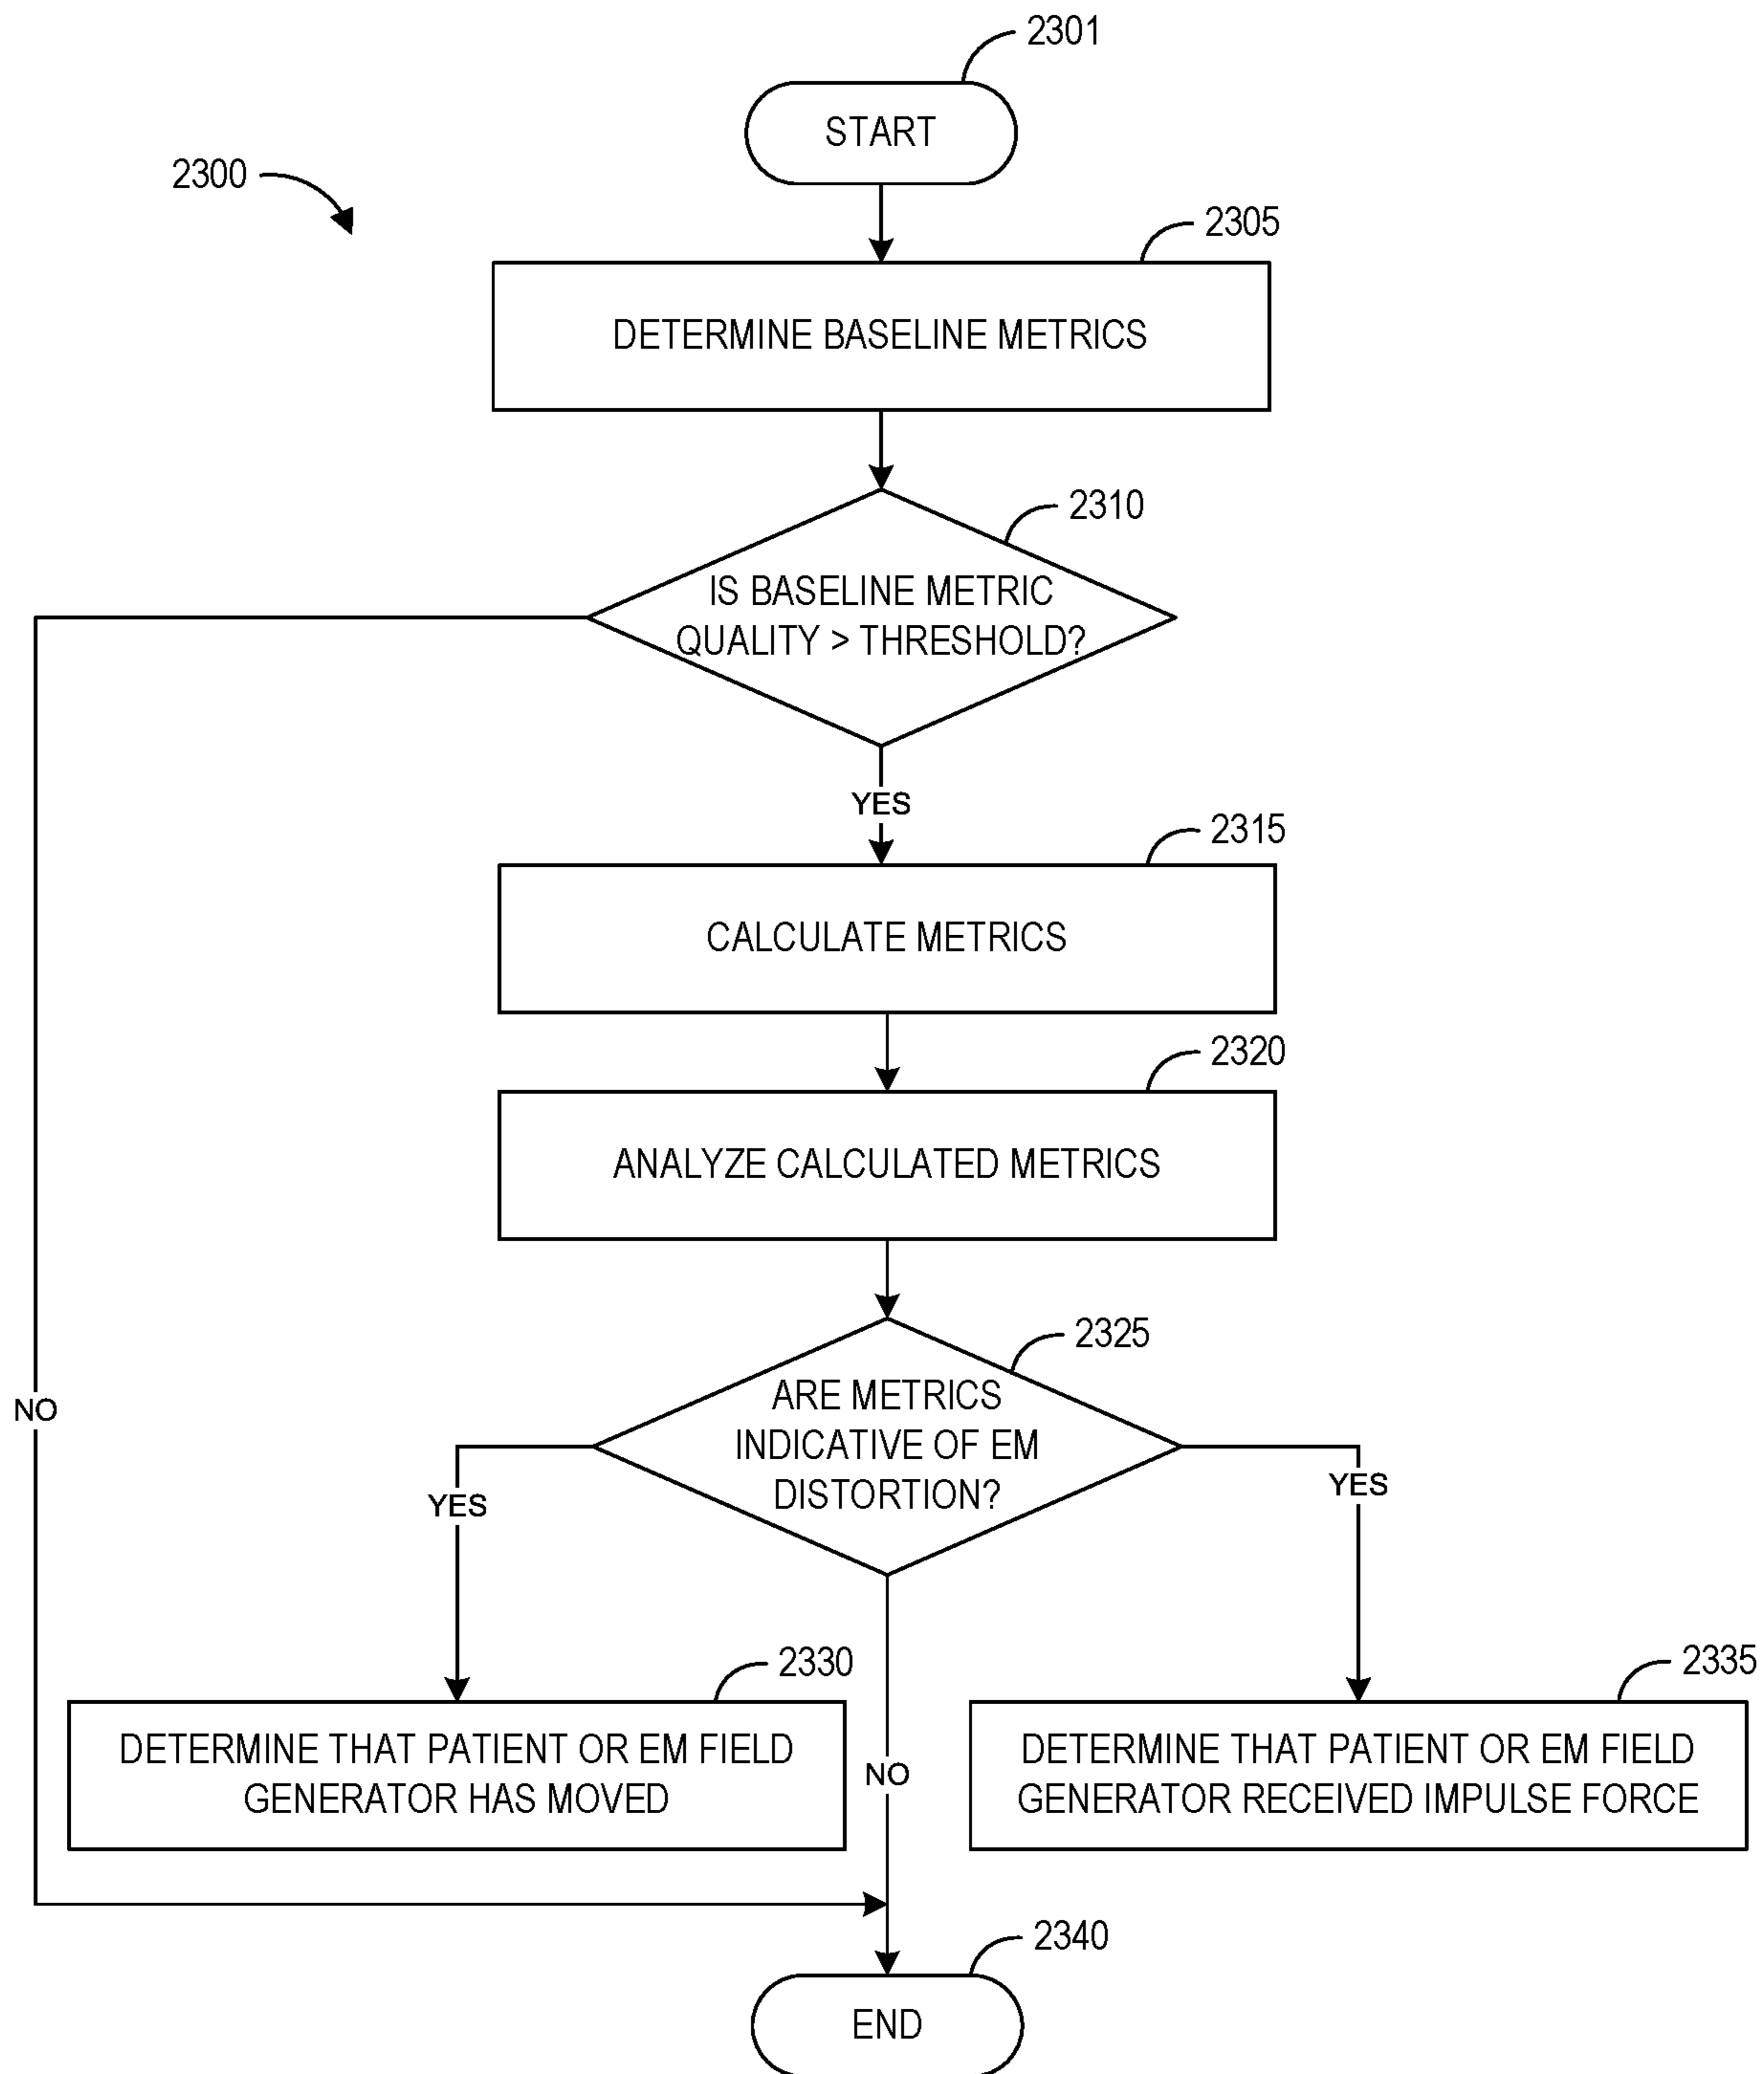 2301
START
2300
2305
DETERMINE BASELINE METRICS
2310
IS BASELINE METRIC
QUALITY > THRESHOLD?
YES
2315
CALCULATE METRICS
2320
ANALYZE CALCULATED METRICS
2325
ARE METRICS
INDICATIVE OF EM
DISTORTION?
NO
YES
YES
2330
2335
DETERMINE THAT PATIENT OR EM FIELD
GENERATOR HAS MOVED
NO
DETERMINE THAT PATIENT OR EM FIELD
GENERATOR RECEIVED IMPULSE FORCE
2340
END